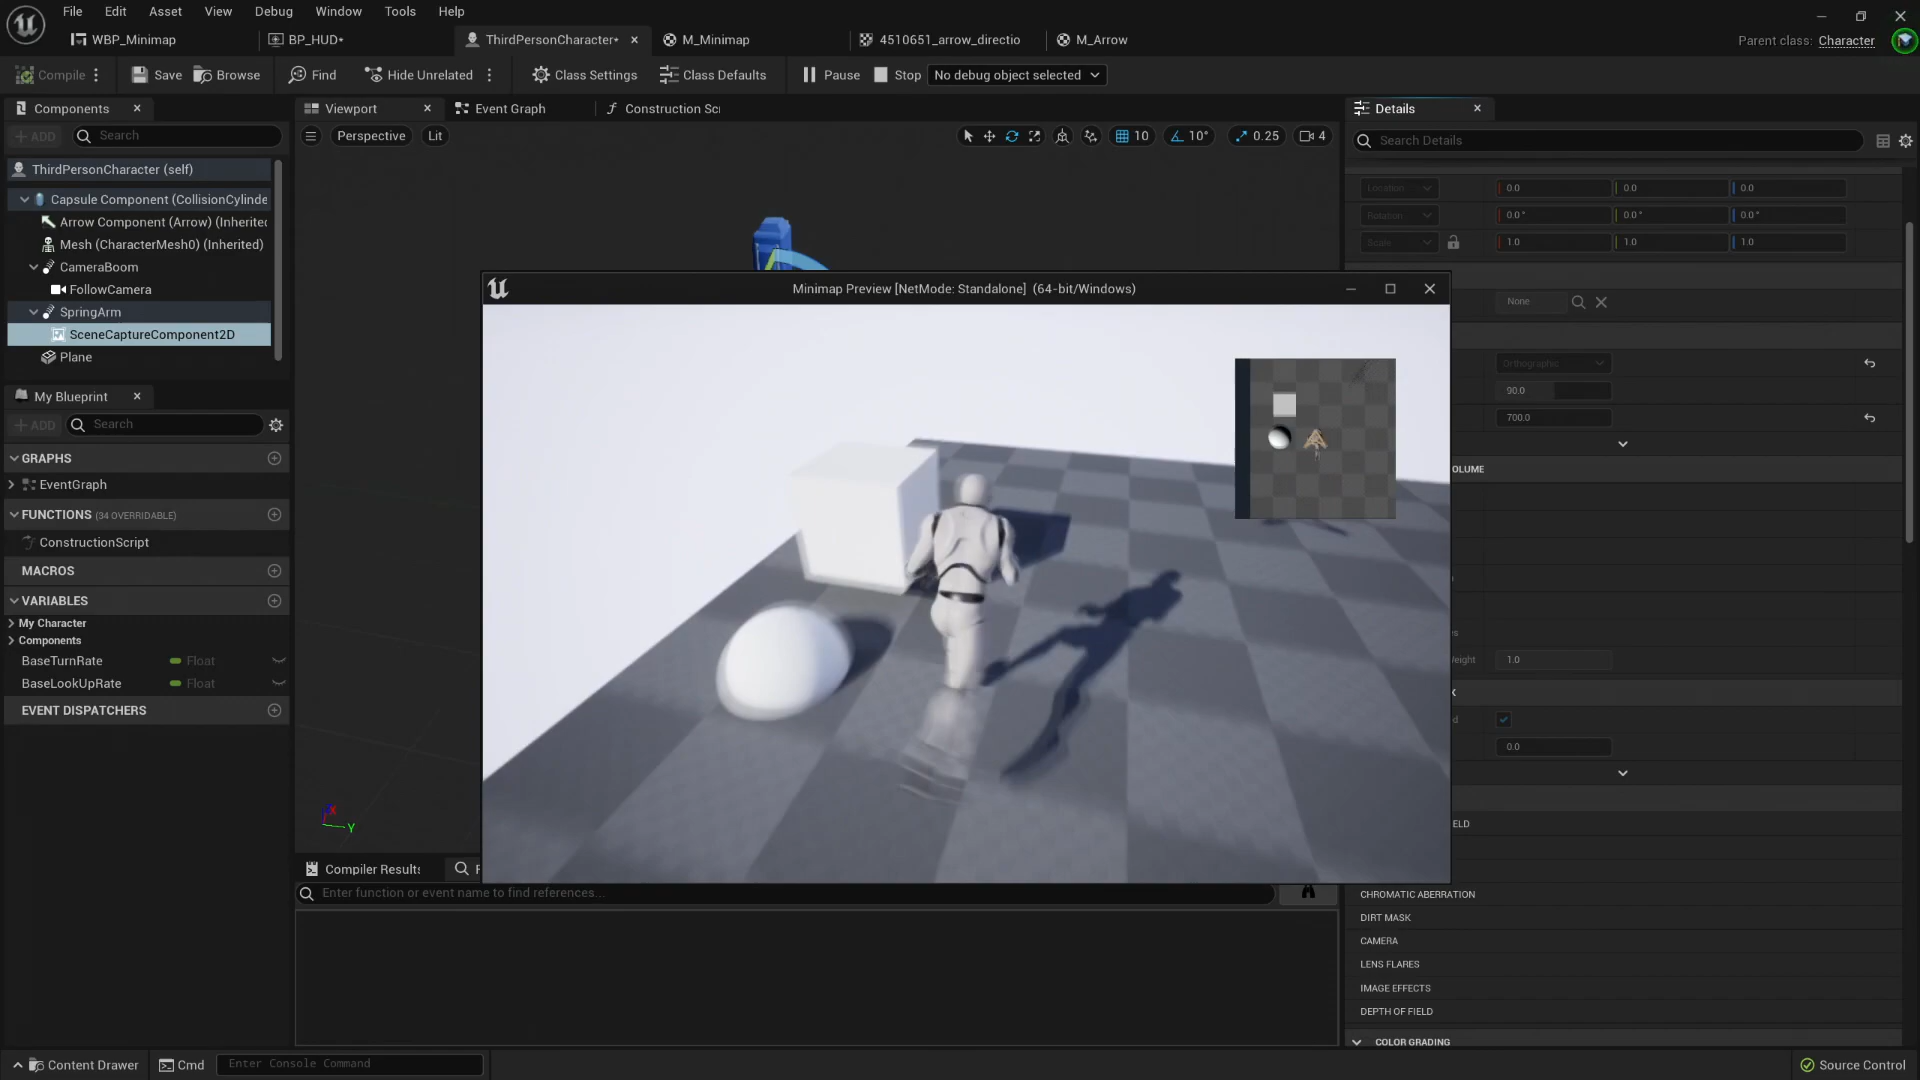 File Edit Asset View Debug Window Tools Help
WBP_Minimap
BP_HUD*
ThirdPersonCharacter*
M_Minimap
4510651_arrow_directio
M_Arrow
Parent class: Character
Compile
Save
Browse
Find
Hide Unrelated
Class Settings
Class Defaults
Pause
Stop
No debug object selected
Components
Viewport
Event Graph
Construction Scr
Details
ADD
Search
Perspective
Lit
10
10°
0.25
4
Search Details
ThirdPersonCharacter (self)
Capsule Component (CollisionCylinde
Arrow Component (Arrow) (Inherited
Mesh (CharacterMesh0) (Inherited)
CameraBoom
FollowCamera
SpringArm
SceneCaptureComponent2D
Plane
Location
0.0
0.0
0.0
Rotation
0.0°
0.0°
0.0°
Scale
1.0
1.0
1.0
Minimap Preview [NetMode: Standalone] (64-bit/Windows)
None
Orthographic
90.0
700.0
OLUME
My Blueprint
ADD
Search
GRAPHS
EventGraph
FUNCTIONS (34 OVERRIDABLE)
ConstructionScript
MACROS
VARIABLES
My Character
Components
BaseTurnRate
Float
BaseLookUpRate
Float
EVENT DISPATCHERS
Weight
1.0
0.0
ELD
Y
Compiler Results
Enter function or event name to find references...
CHROMATIC ABERRATION
DIRT MASK
CAMERA
LENS FLARES
IMAGE EFFECTS
DEPTH OF FIELD
COLOR GRADING
Content Drawer
Cmd
Enter Console Command
Source Control